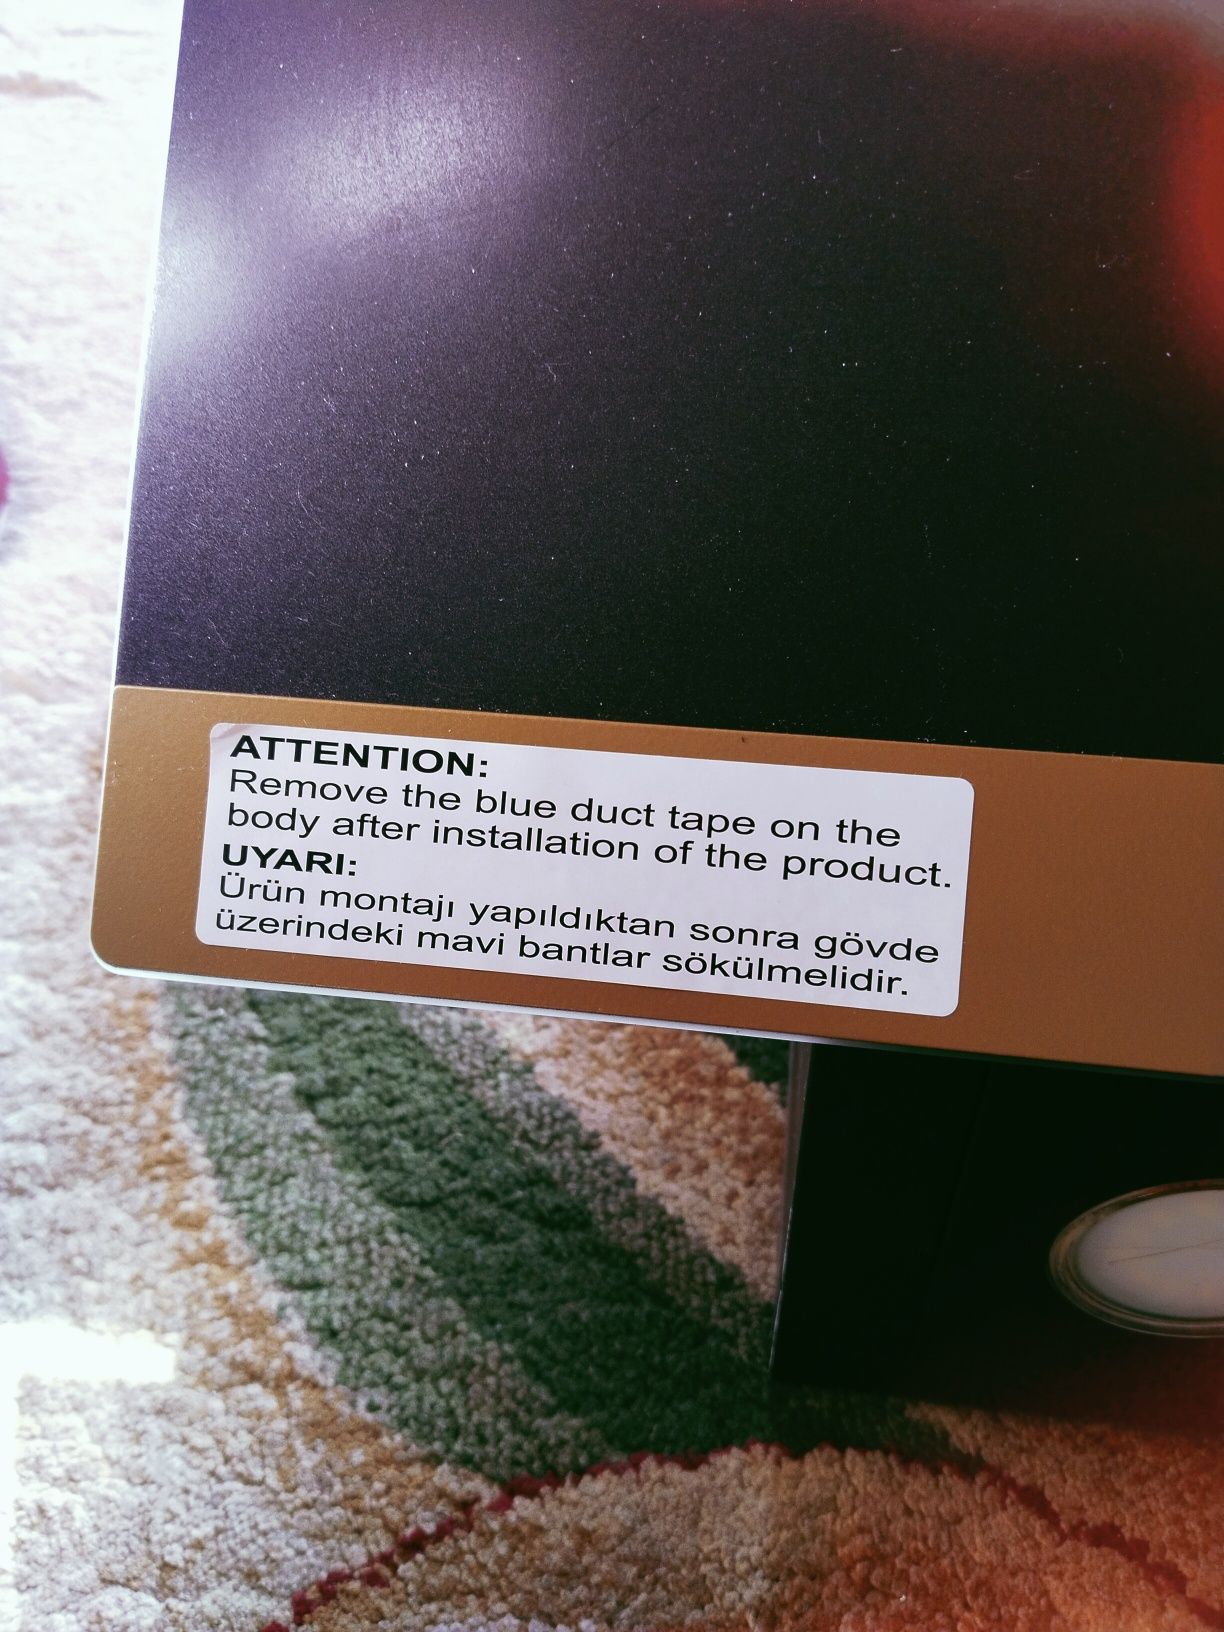 ATTENTION:
Remove the blue duct tape on the
body after installation of the product.
UYARI:
Ürün montajı yapıldıktan sonra gövde
üzerindeki mavi bantlar sökülmelidir.